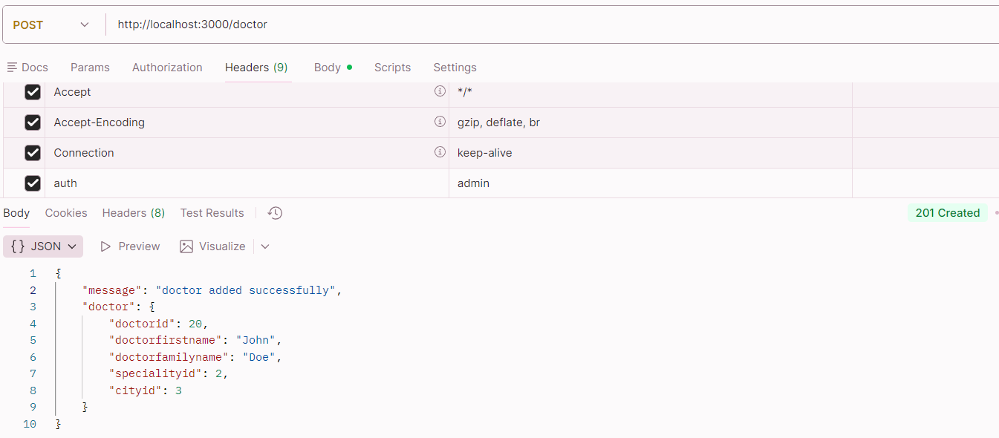 POST http://localhost:3000/doctor
Docs Params Authorization Headers (9) Body Scripts Settings
Accept */*
Accept-Encoding gzip, deflate, br
Connection keep-alive
auth admin
Body Cookies Headers (8) Test Results 201 Created
{} JSON Preview Visualize
1 {
2 "message": "doctor added successfully",
3 "doctor": {
4 "doctorid": 20,
5 "doctorfirstname": "John",
6 "doctorfamilyname": "Doe",
7 "specialityid": 2,
8 "cityid": 3
9 }
10 }